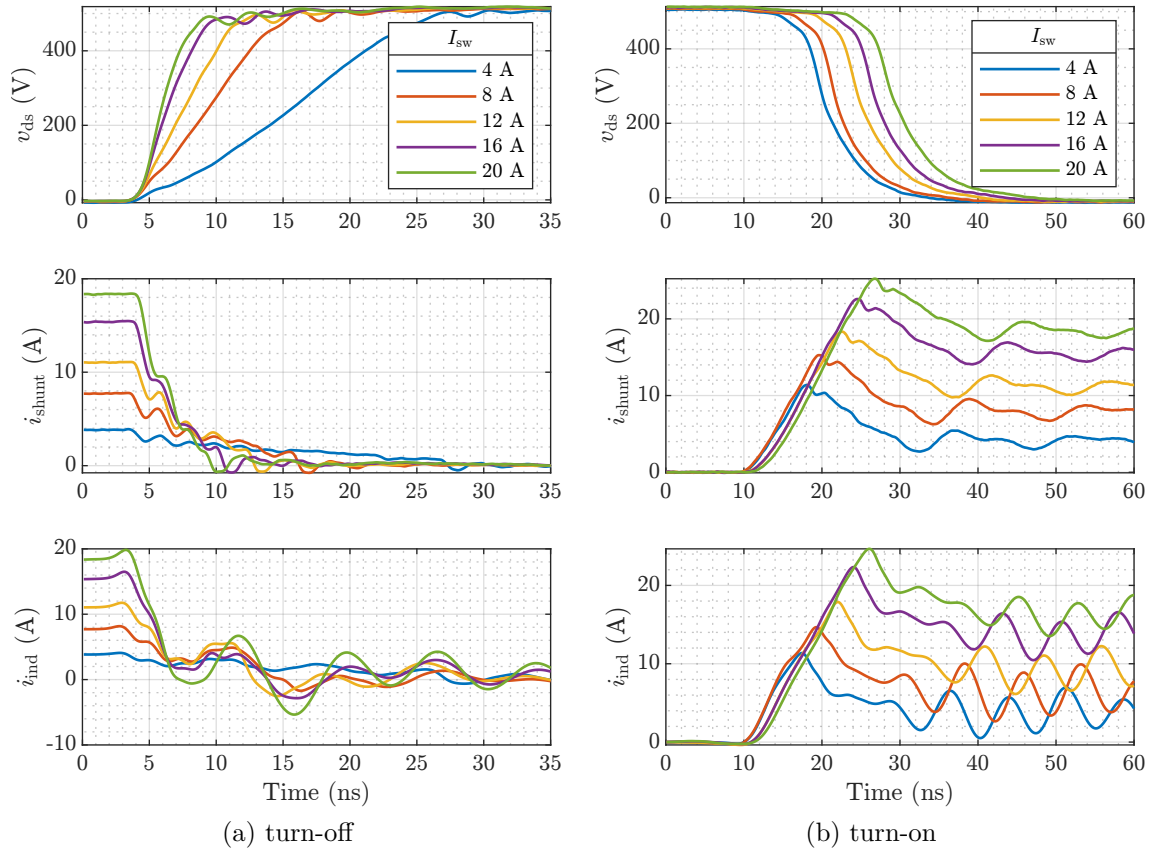 400
200
0
v_ds (V)
I_sw
4 A
8 A
12 A
16 A
20 A
0 5 10 15 20 25 30 35
400
200
0
v_ds (V)
I_sw
4 A
8 A
12 A
16 A
20 A
0 10 20 30 40 50 60
20
10
0
i_shunt (A)
0 5 10 15 20 25 30 35
20
10
0
i_shunt (A)
0 10 20 30 40 50 60
20
10
0
-10
i_ind (A)
0 5 10 15 20 25 30 35
Time (ns)
20
10
0
i_ind (A)
0 10 20 30 40 50 60
Time (ns)
(a) turn-off
(b) turn-on